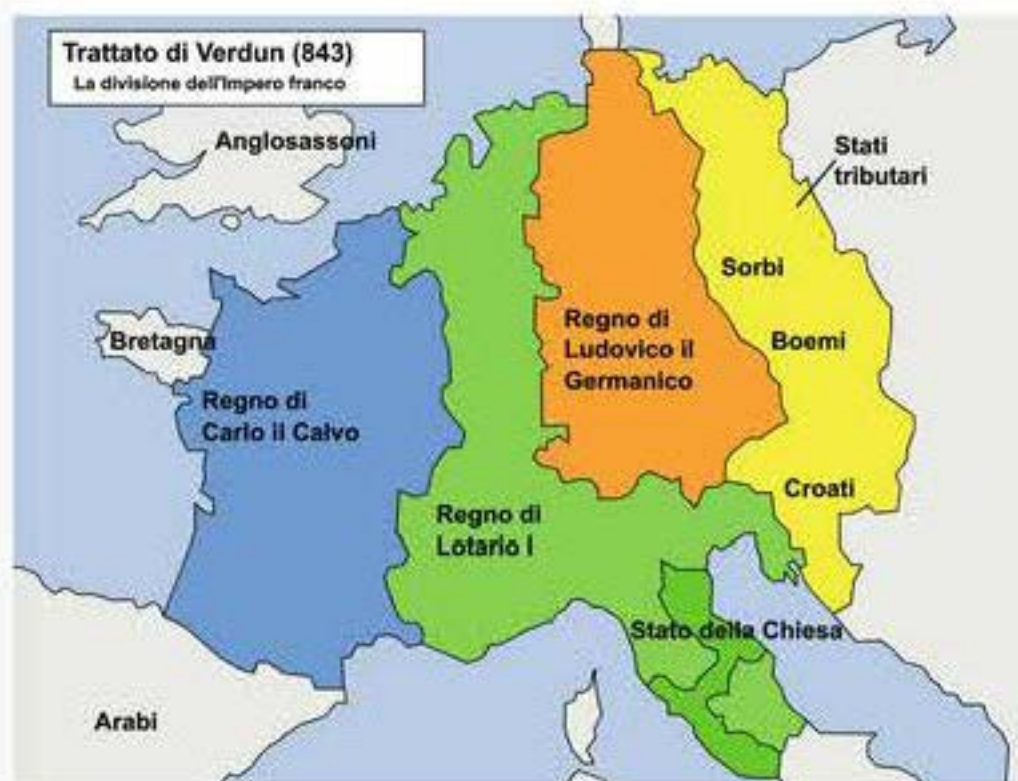 Trattato di Verdun (843)
La divisione dell'Impero franco
Anglosassoni
Stati
tributari
Sorbi
Bretagna
Regno di
Ludovico il
Germanico
Boemi
Regno di
Carlo il Calvo
Croati
Regno di
Lotario I
Stato della Chiesa
Arabi